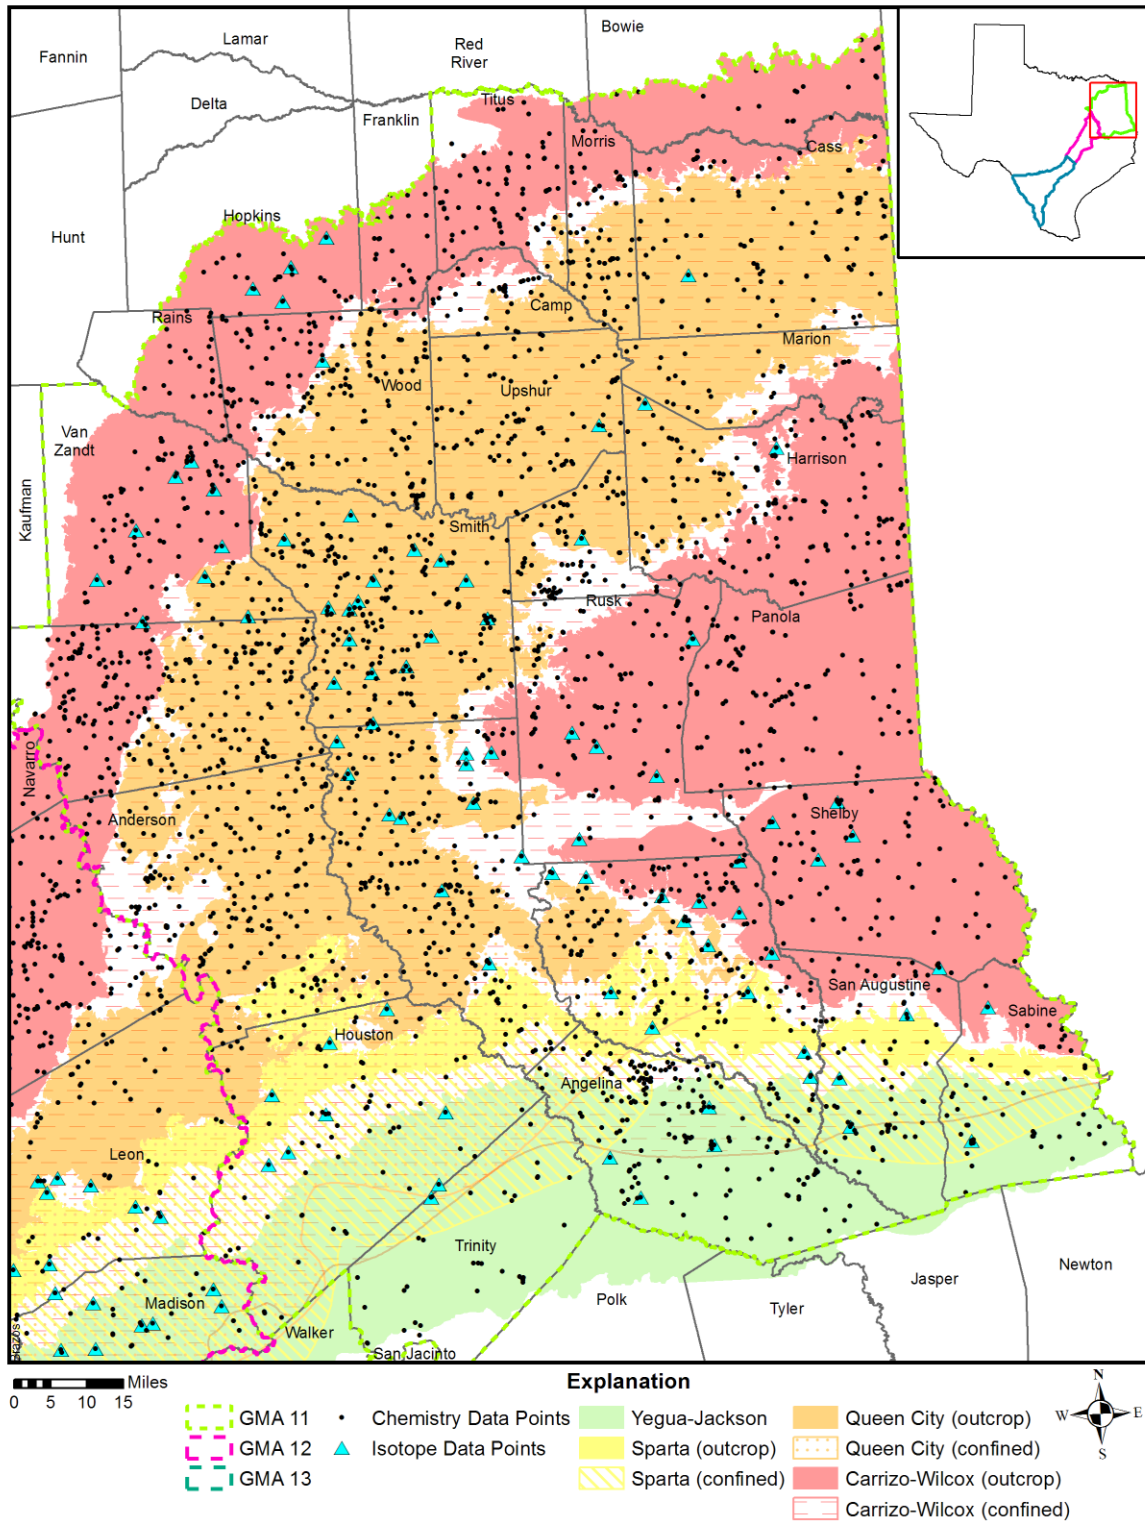 Bowie
Lamar
Red
River
Fannin
Titus
Delta
Franklin
Morris
Cass
Hopkins
Hunt
Camp
Rains
Marion
Wood
Upshur
Van
Zandt
Harrison
Kaufman
Smith
Rusk
Panola
Navarro
Anderson
Shelby
San Augustine
Sabine
Houston
Angelina
Leon
Trinity
Newton
Jasper
Polk
Tyler
Madison
Walker
Brazos
San Jacinto
Miles
0 5 10 15
Explanation
N
W E
S
GMA 11
GMA 12
GMA 13
Chemistry Data Points
Isotope Data Points
Yegua-Jackson
Sparta (outcrop)
Sparta (confined)
Queen City (outcrop)
Queen City (confined)
Carrizo-Wilcox (outcrop)
Carrizo-Wilcox (confined)